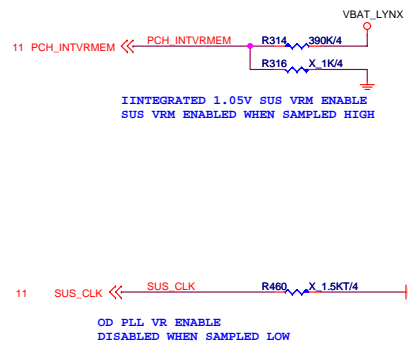 VBAT_LYNX
11 PCH_INTVRMEM PCH_INTVRMEM R314 390K/4
R316 X_1K/4
IINTEGRATED 1.05V SUS VRM ENABLE
SUS VRM ENABLED WHEN SAMPLED HIGH
11 SUS_CLK SUS_CLK R460 X_1.5KT/4
OD PLL VR ENABLE
DISABLED WHEN SAMPLED LOW